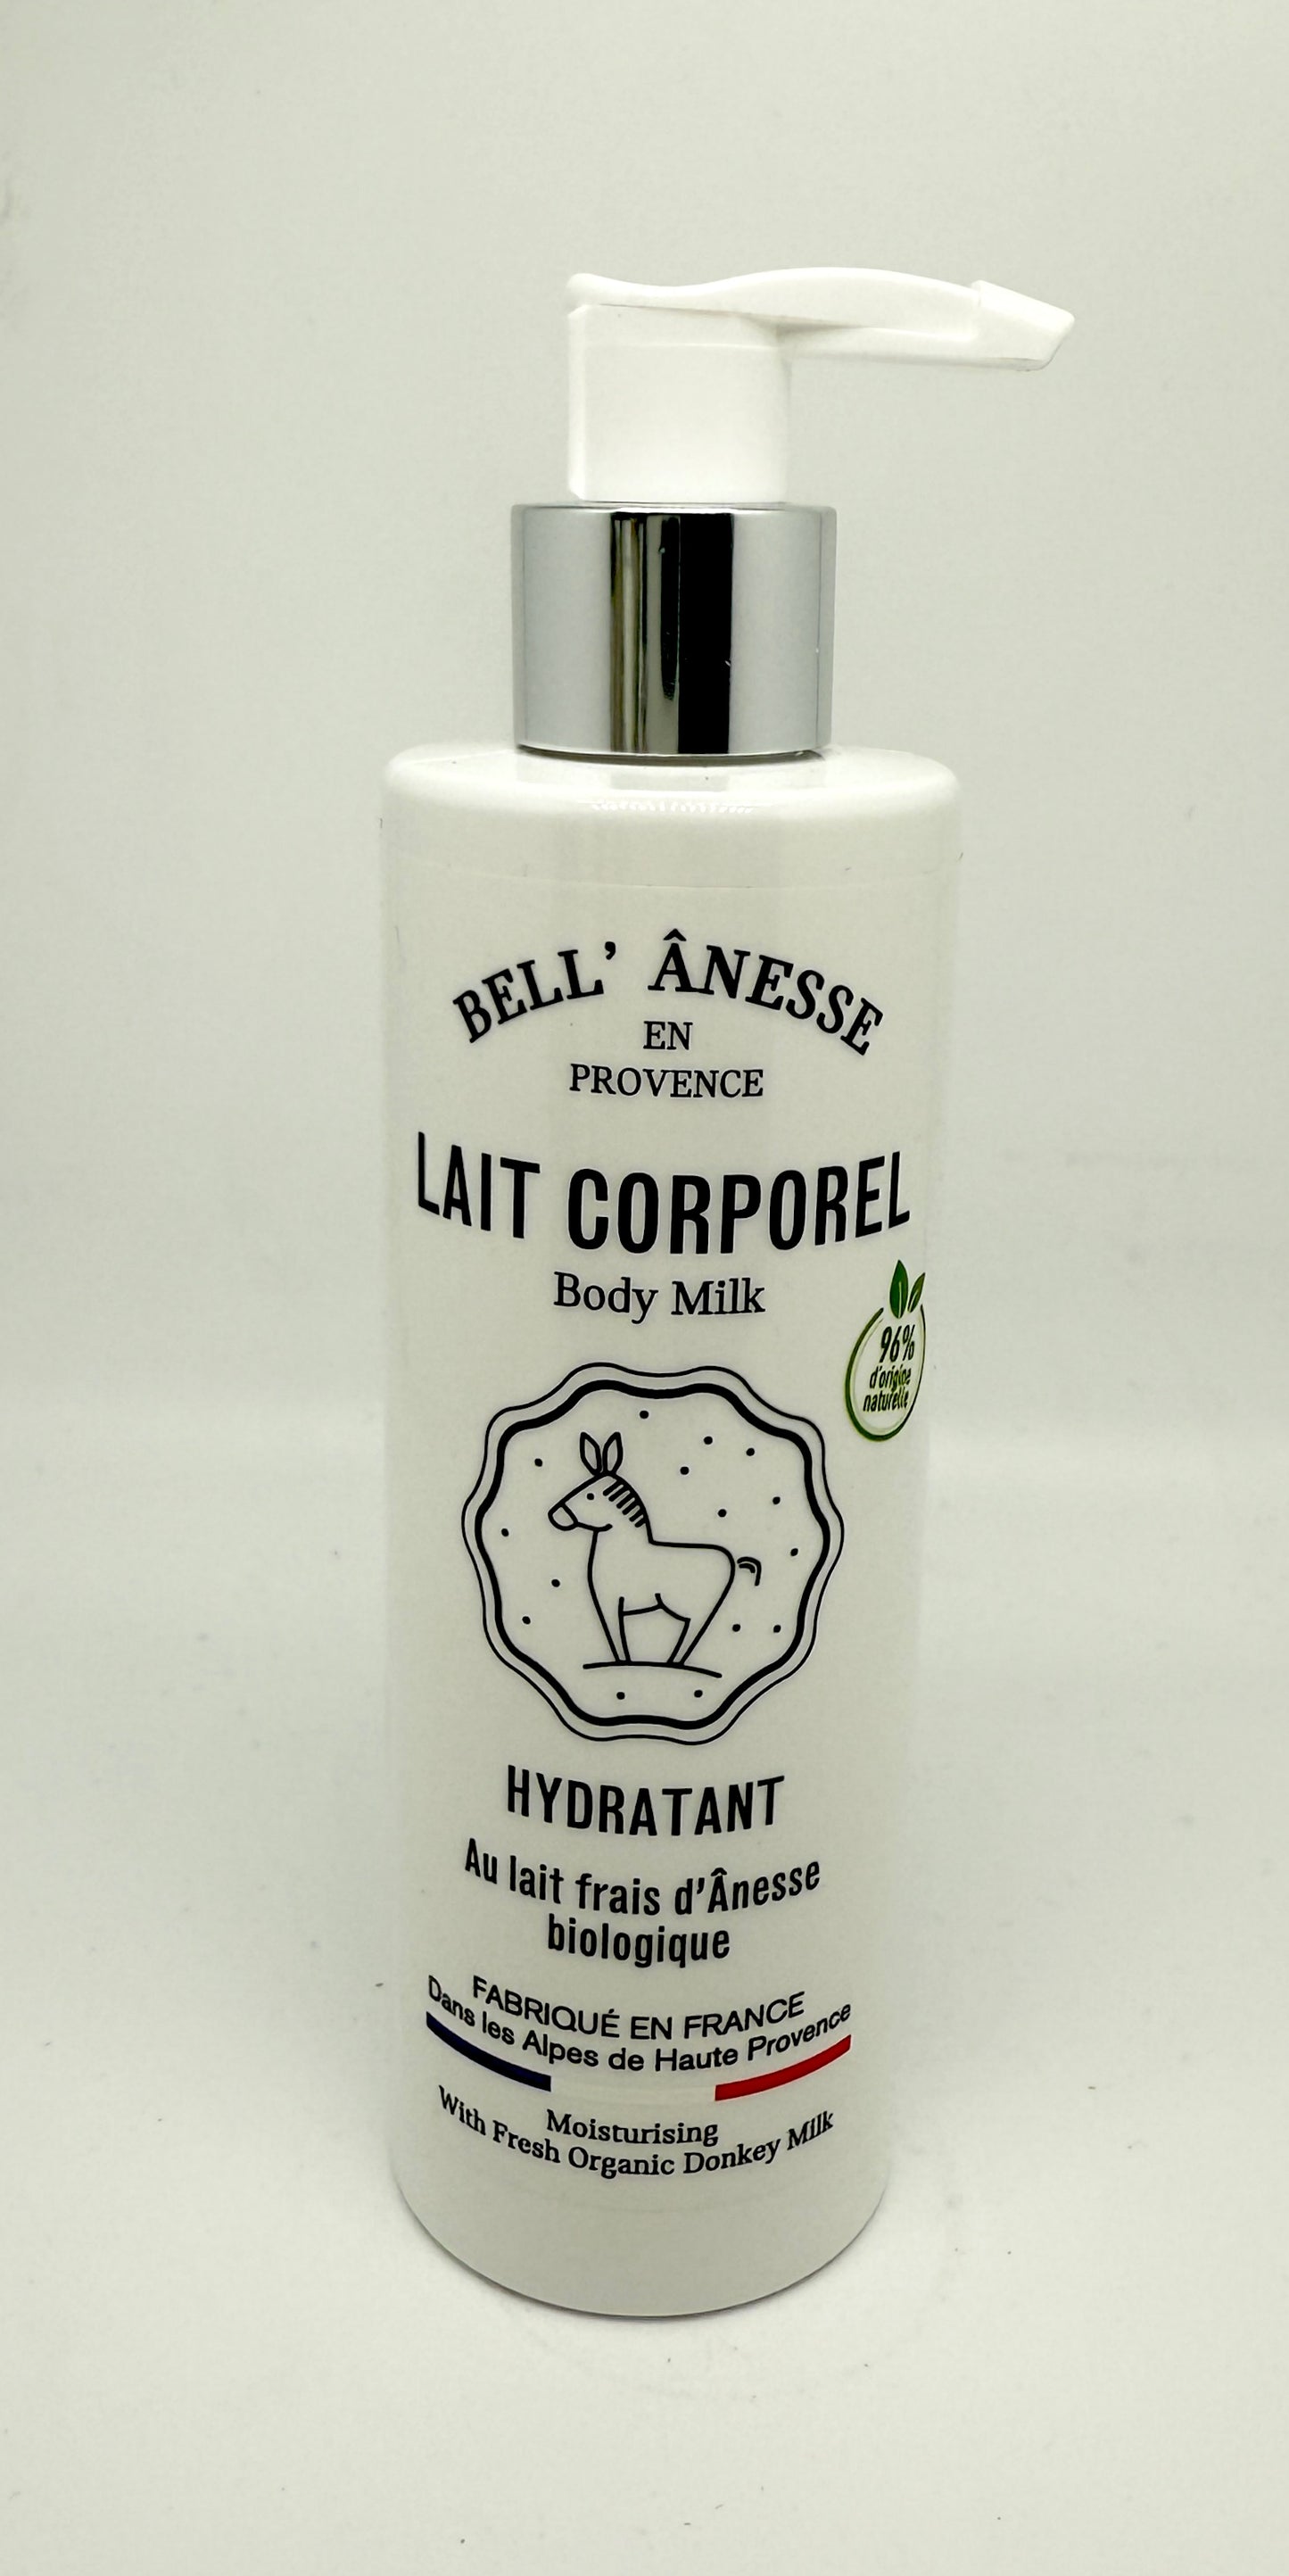 BELL' ÂNESSE
EN
PROVENCE
LAIT CORPOREL
Body Milk
96%
d'origine
naturelle
HYDRATANT
Au lait frais d'Ânesse
biologique
FABRIQUÉ EN FRANCE
Dans les Alpes de Haute Provence
Moisturising
With Fresh Organic Donkey Milk